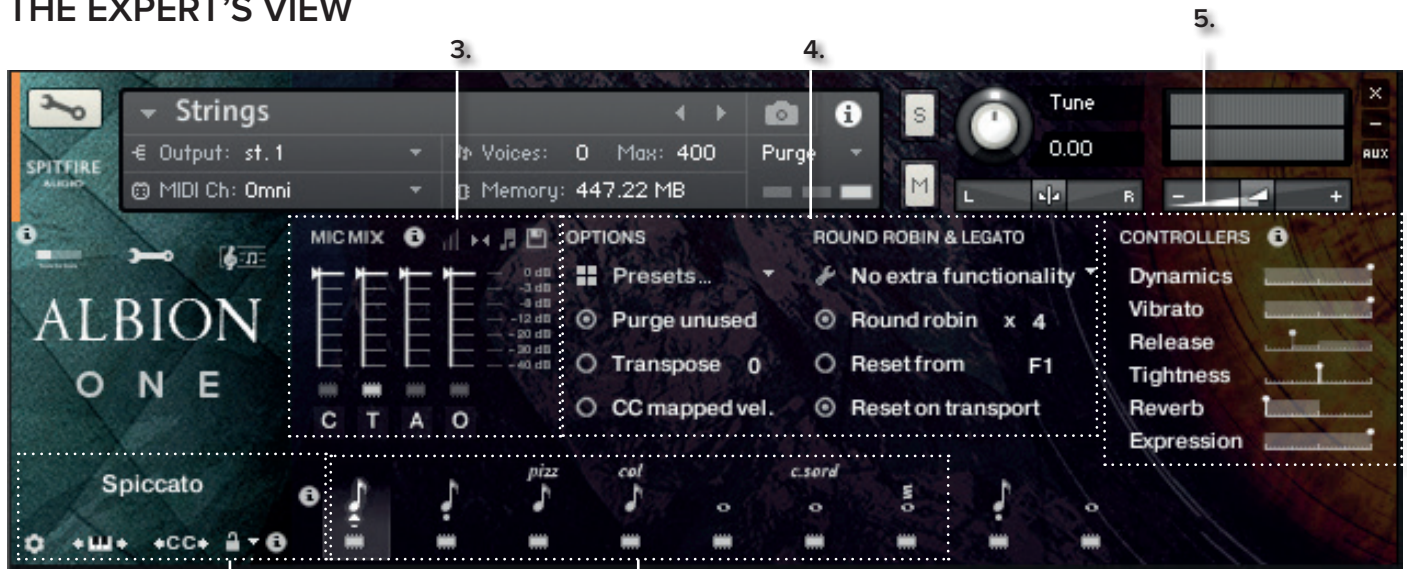 THE EXPERT'S VIEW
3.
4.
5.
Strings
Output: st. 1
Voices: 0 Max: 400
Purge
MIDI Ch: Omni
Memory: 447.22 MB
S
M
Tune
0.00
L
R
-
+
×
–
AUX
SPITFIRE
AUDIO
ALBION
ONE
MIC MIX
0 dB
-3 dB
-12 dB
-20 dB
-30 dB
-40 dB
C T A O
OPTIONS
Presets...
Purge unused
Transpose 0
CC mapped vel.
ROUND ROBIN & LEGATO
No extra functionality
Round robin x 4
Reset from F1
Reset on transport
CONTROLLERS
Dynamics
Vibrato
Release
Tightness
Reverb
Expression
Spiccato
CC
pizz
col
c.sord